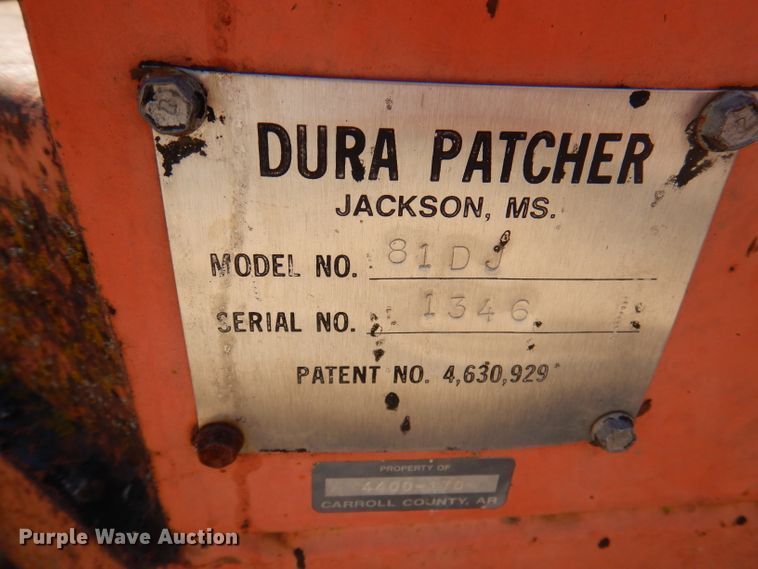 DURA PATCHER
JACKSON, MS.
MODEL NO. 81DJ
SERIAL NO. 1346
PATENT NO. 4,630,929
PROPERTY OF
CARROLL COUNTY, AR
Purple Wave Auction